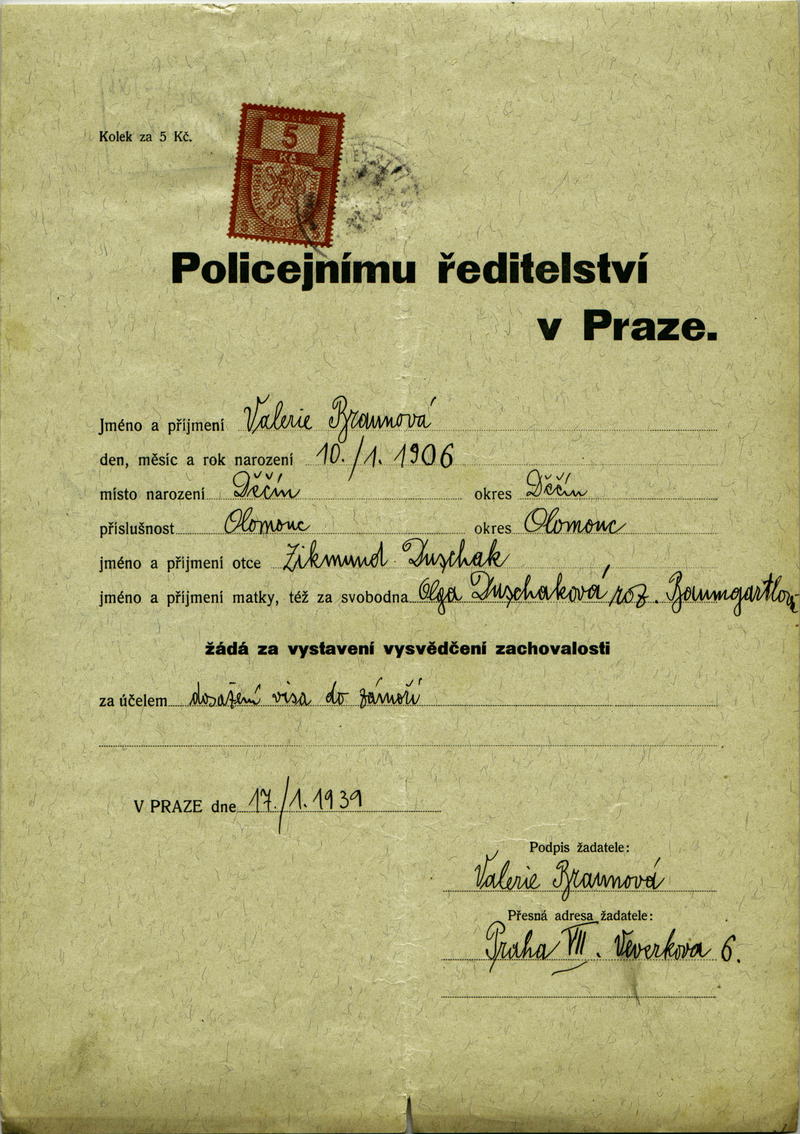 Kolek za 5 Kč.
KOLEK
5
Kč
5 5
Policejnímu ředitelství
v Praze.
Jméno a příjmení Valerie Braunová
den, měsíc a rok narození 10./1. 1906
místo narození Děčín okres Děčín
příslušnost Olomouc okres Olomouc
jméno a příjmení otce Zikmund Duschak
jméno a příjmení matky, též za svobodna Olga Duschaková, roz.
žádá za vystavení vysvědčení zachovalosti
za účelem dosažení visa do zámoří
V PRAZE dne 17./1. 1939
Podpis žadatele:
Valerie Braunová
Přesná adresa žadatele:
Praha VII. Veverkova 6.